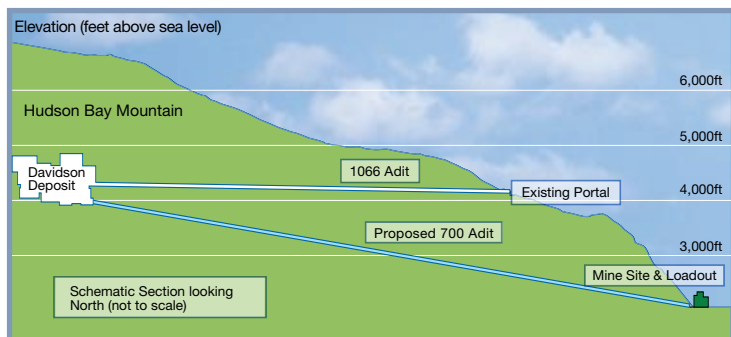 Elevation (feet above sea level)
6,000ft
Hudson Bay Mountain
5,000ft
1066 Adit
Davidson
Deposit
Existing Portal
4,000ft
Proposed 700 Adit
3,000ft
Mine Site & Loadout
Schematic Section looking
North (not to scale)